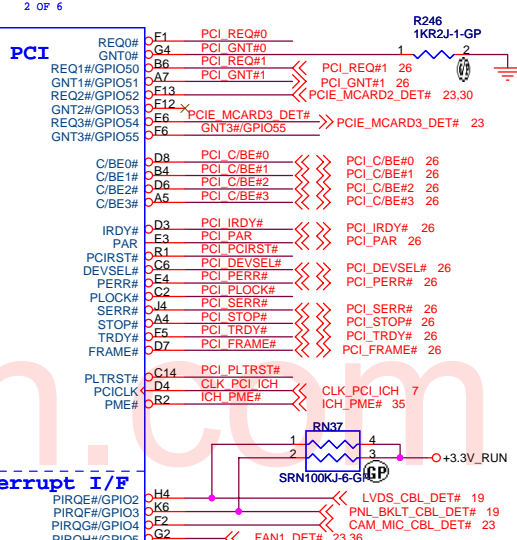 2 OF 6
R246
1KR2J-1-GP
PCI
REQ0# F1 PCI_REQ#0
GNT0# G4 PCI_GNT#0 1 2
REQ1#/GPIO50 B6 PCI_REQ#1 PCI_REQ#1 26
GNT1#/GPIO51 A7 PCI_GNT#1 PCI_GNT#1 26
REQ2#/GPIO52 F13 PCIE_MCARD2_DET# 23,30
GNT2#/GPIO53 F12
REQ3#/GPIO54 E6 PCIE_MCARD3_DET# PCIE_MCARD3_DET# 23
GNT3#/GPIO55 F6 GNT3#/GPIO55
C/BE0# D8 PCI_C/BE#0 PCI_C/BE#0 26
C/BE1# B4 PCI_C/BE#1 PCI_C/BE#1 26
C/BE2# D6 PCI_C/BE#2 PCI_C/BE#2 26
C/BE3# A5 PCI_C/BE#3 PCI_C/BE#3 26
IRDY# D3 PCI_IRDY# PCI_IRDY# 26
PAR E3 PCI_PAR PCI_PAR 26
PCIRST# R1 PCI_PCIRST#
DEVSEL# C6 PCI_DEVSEL# PCI_DEVSEL# 26
PERR# E4 PCI_PERR# PCI_PERR# 26
PLOCK# C2 PCI_PLOCK#
SERR# J4 PCI_SERR# PCI_SERR# 26
STOP# A4 PCI_STOP# PCI_STOP# 26
TRDY# F5 PCI_TRDY# PCI_TRDY# 26
FRAME# D7 PCI_FRAME# PCI_FRAME# 26
PLTRST# C14 PCI_PLTRST#
PCICLK D4 CLK_PCI_ICH CLK_PCI_ICH 7
PME# R2 ICH_PME# ICH_PME# 35
n.com
RN37
1 4
2 3 +3.3V_RUN
SRN100KJ-6-GP
GP
errupt I/F
PIRQE#/GPIO2 H4 LVDS_CBL_DET# 19
PIRQF#/GPIO3 K6 PNL_BKLT_CBL_DET# 19
PIRQG#/GPIO4 F2 CAM_MIC_CBL_DET# 23
PIRQH#/GPIO5 G2 FAN1_DET# 23,36